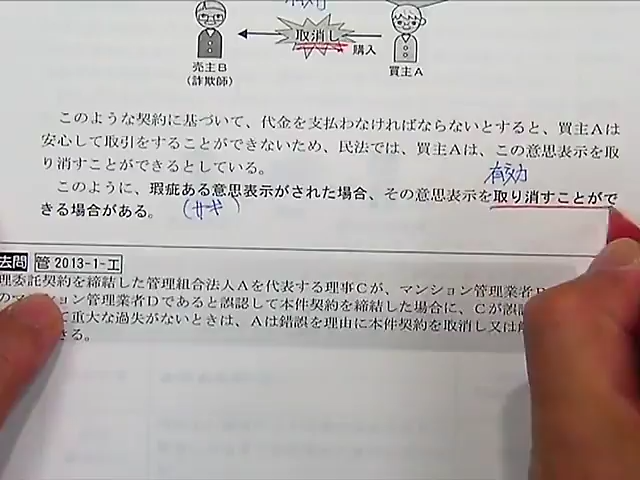 有効
取消し
購入
売主B
(詐欺師)
買主A
このような契約に基づいて、代金を支払わなければならないとすると、買主Aは
安心して取引をすることができないため、民法では、買主Aは、この意思表示を取
り消すことができるとしている。
有効
このように、瑕疵ある意思表示がされた場合、その意思表示を取り消すことがで
きる場合がある。
(サギ)
去問 管 2013-1-エ
理委託契約を締結した管理組合法人Aを代表する理事Cが、マンション管理業者
のマンション管理業者Dであると誤認して本件契約を締結した場合に、Cが誤
て重大な過失がないときは、Aは錯誤を理由に本件契約を取消し又は
きる。